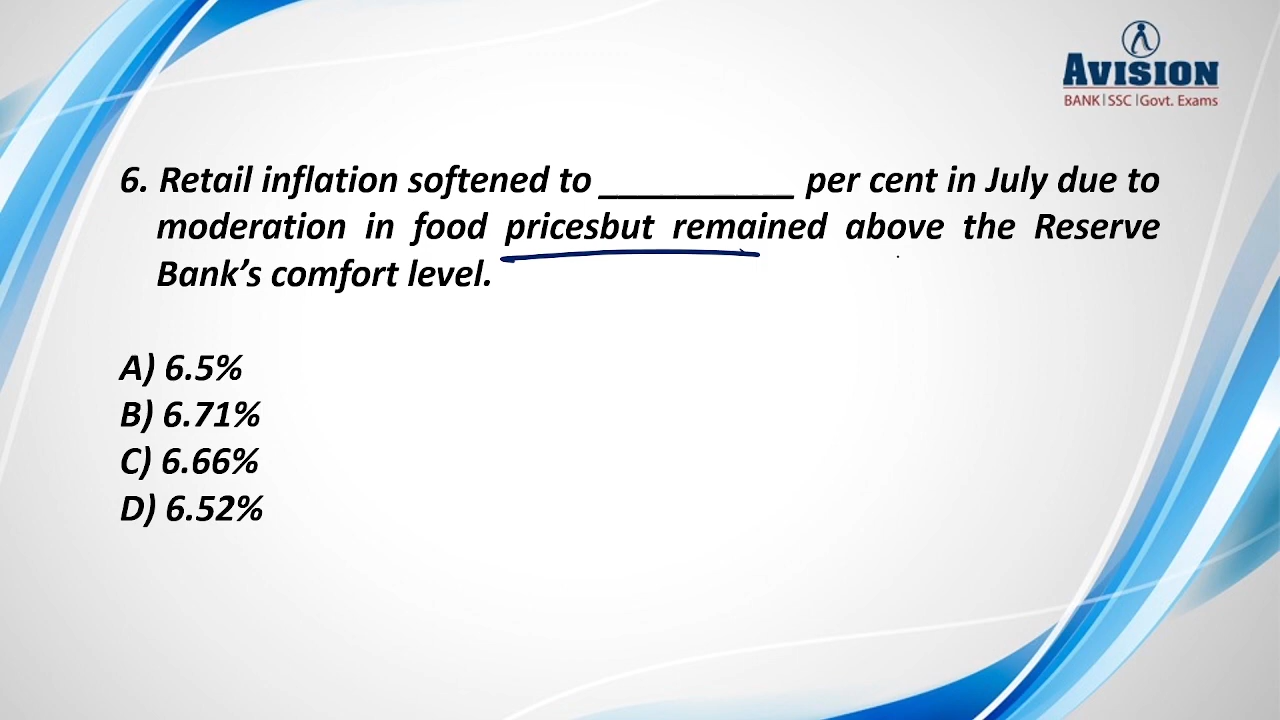 AVISION
BANK|SSC|Govt. Exams
6. Retail inflation softened to __________ per cent in July due to
moderation in food pricesbut remained above the Reserve
Bank's comfort level.
A) 6.5%
B) 6.71%
C) 6.66%
D) 6.52%